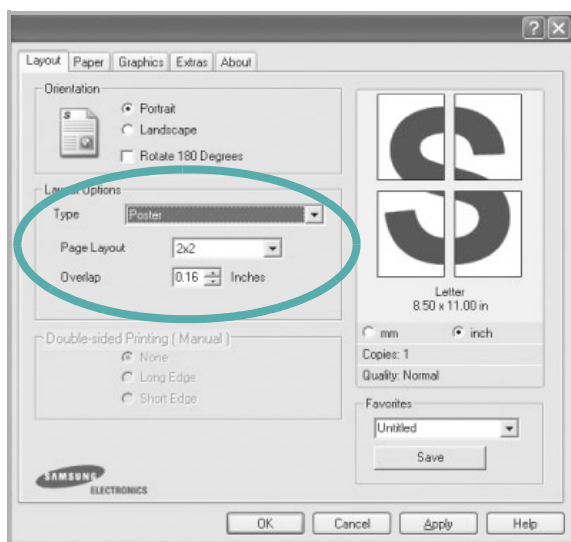 Layout Paper Graphics Extras About
Orientation
Portrait
Landscape
Rotate 180 Degrees
Layout Options
Type Poster
Page Layout 2x2
Overlap 0.16 Inches
Double-sided Printing ( Manual )
None
Long Edge
Short Edge
S
S
Letter
8.50 x 11.00 in
mm inch
Copies: 1
Quality: Normal
Favorites
Untitled
Save
SAMSUNG
ELECTRONICS
OK Cancel Apply Help